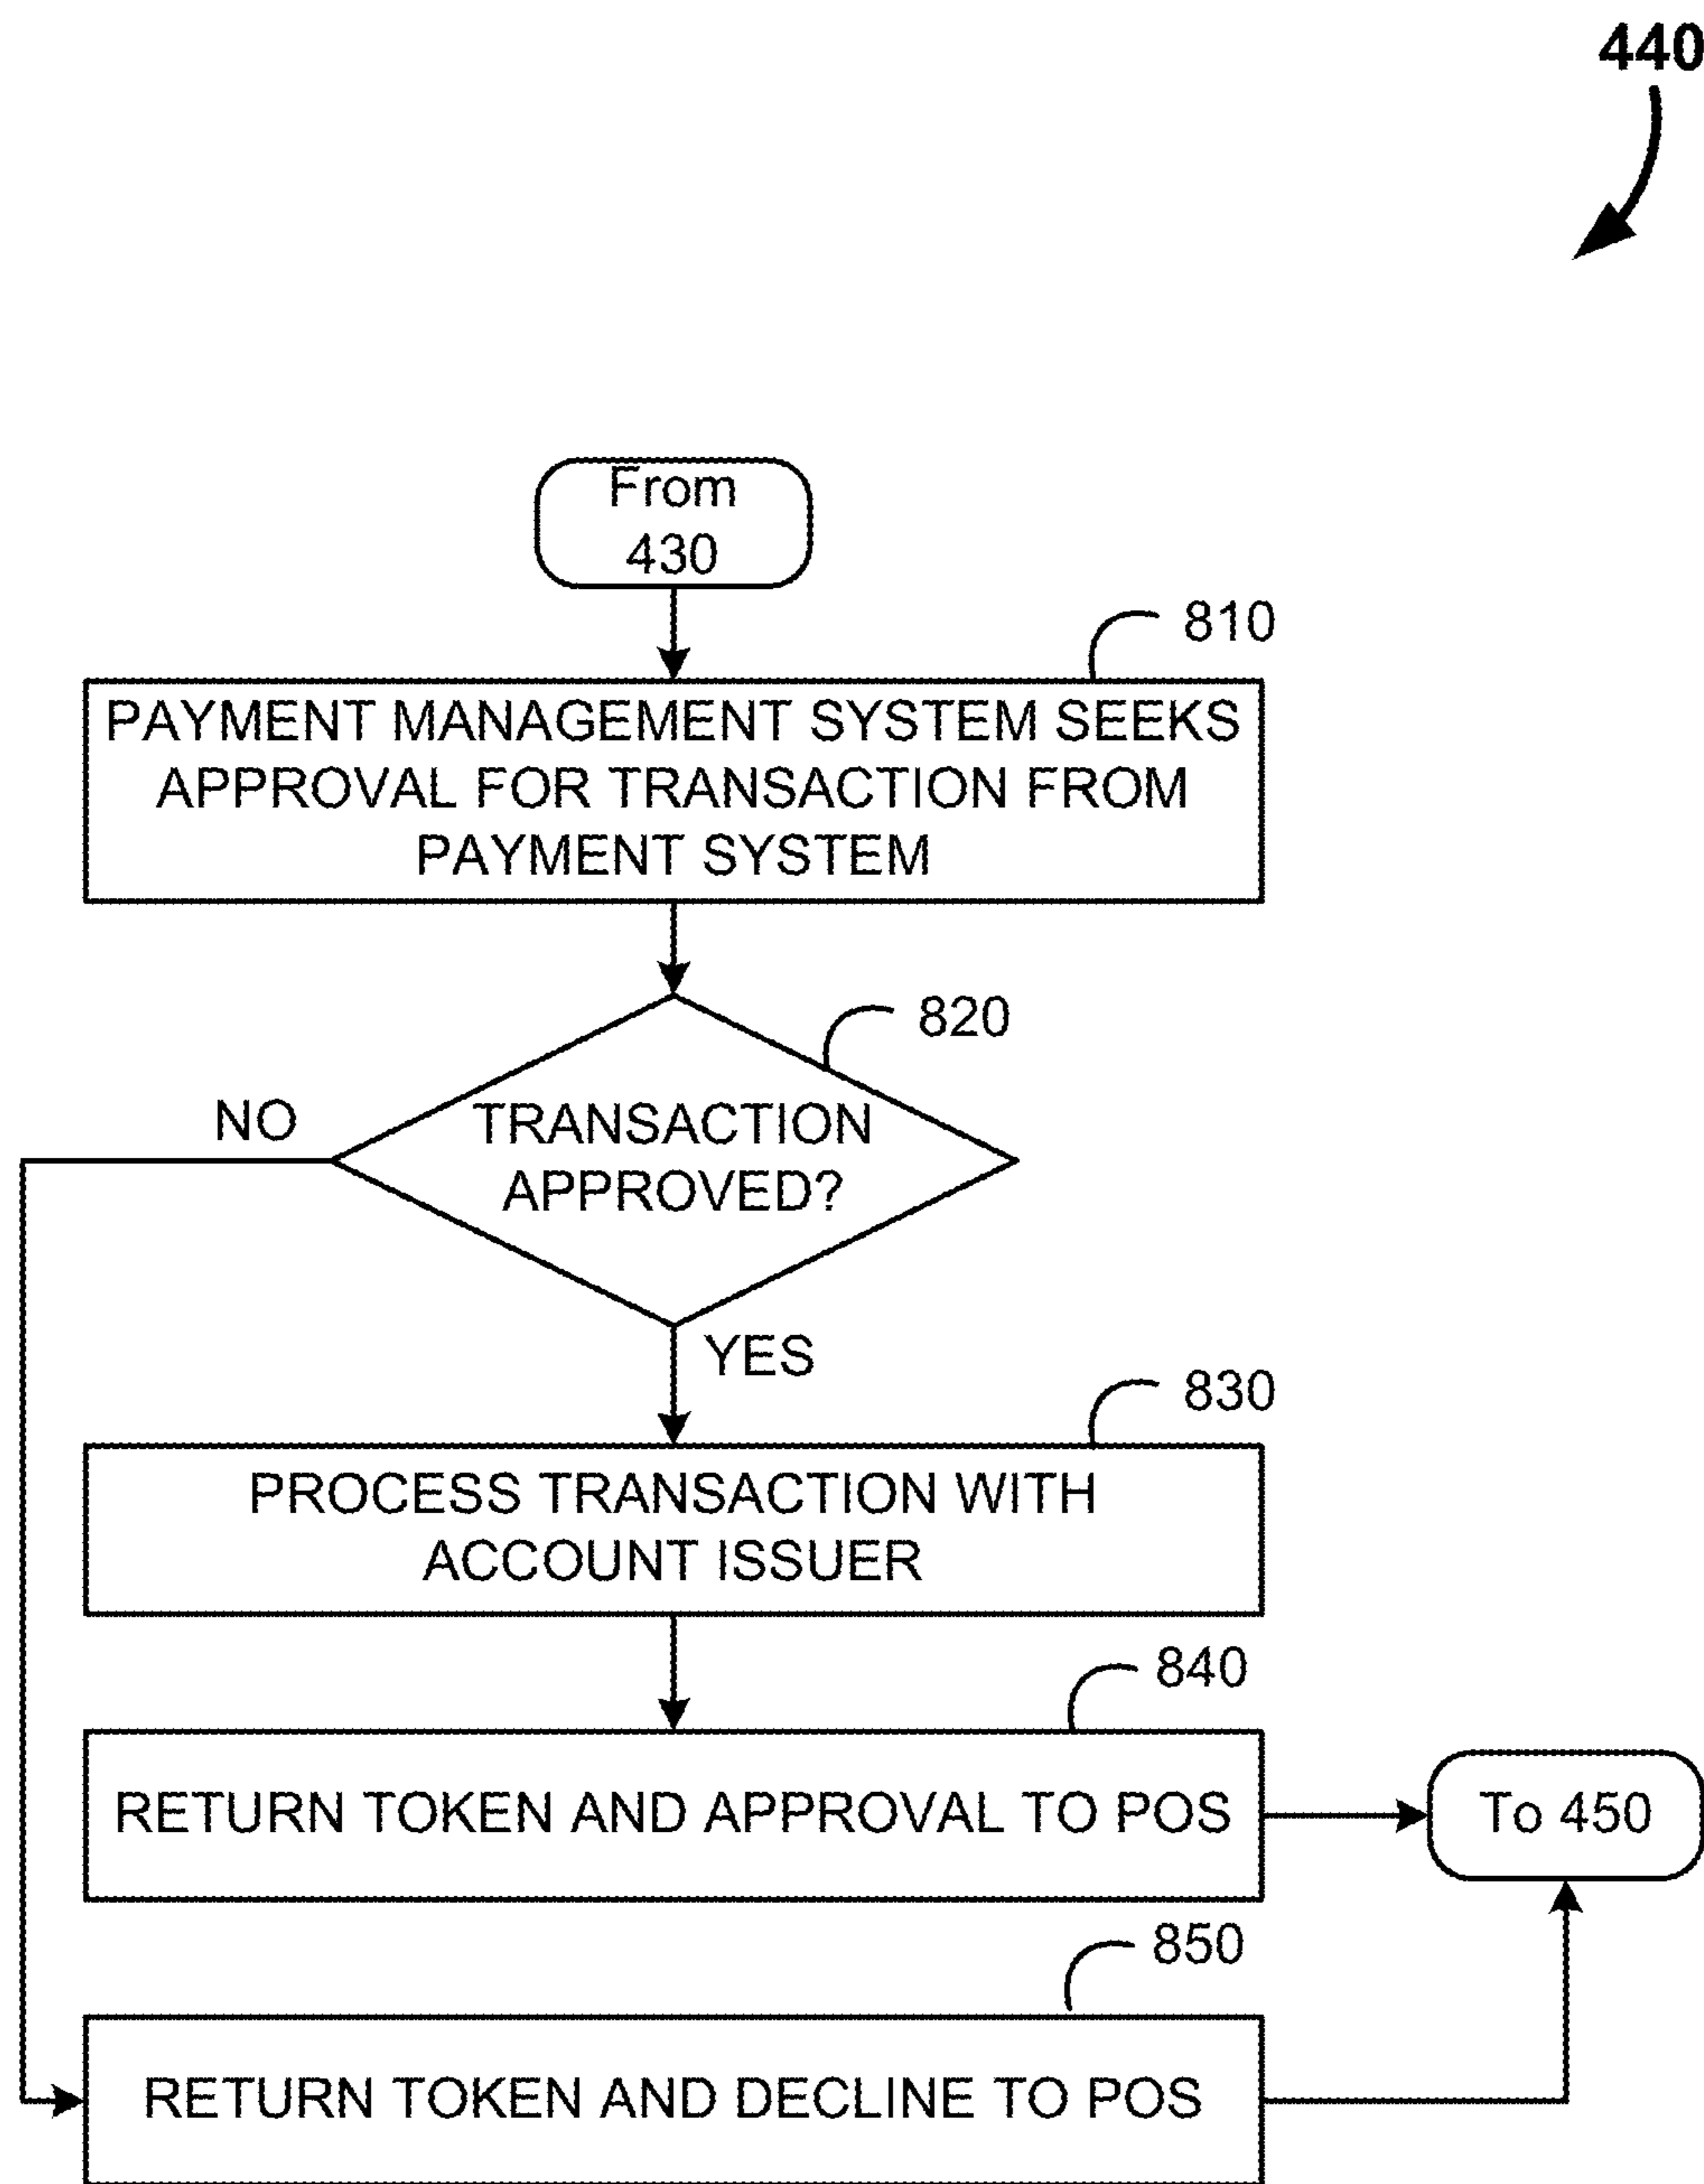 440
From
430
810
PAYMENT MANAGEMENT SYSTEM SEEKS
APPROVAL FOR TRANSACTION FROM
PAYMENT SYSTEM
820
NO
TRANSACTION
APPROVED?
YES
830
PROCESS TRANSACTION WITH
ACCOUNT ISSUER
840
RETURN TOKEN AND APPROVAL TO POS
To 450
850
RETURN TOKEN AND DECLINE TO POS